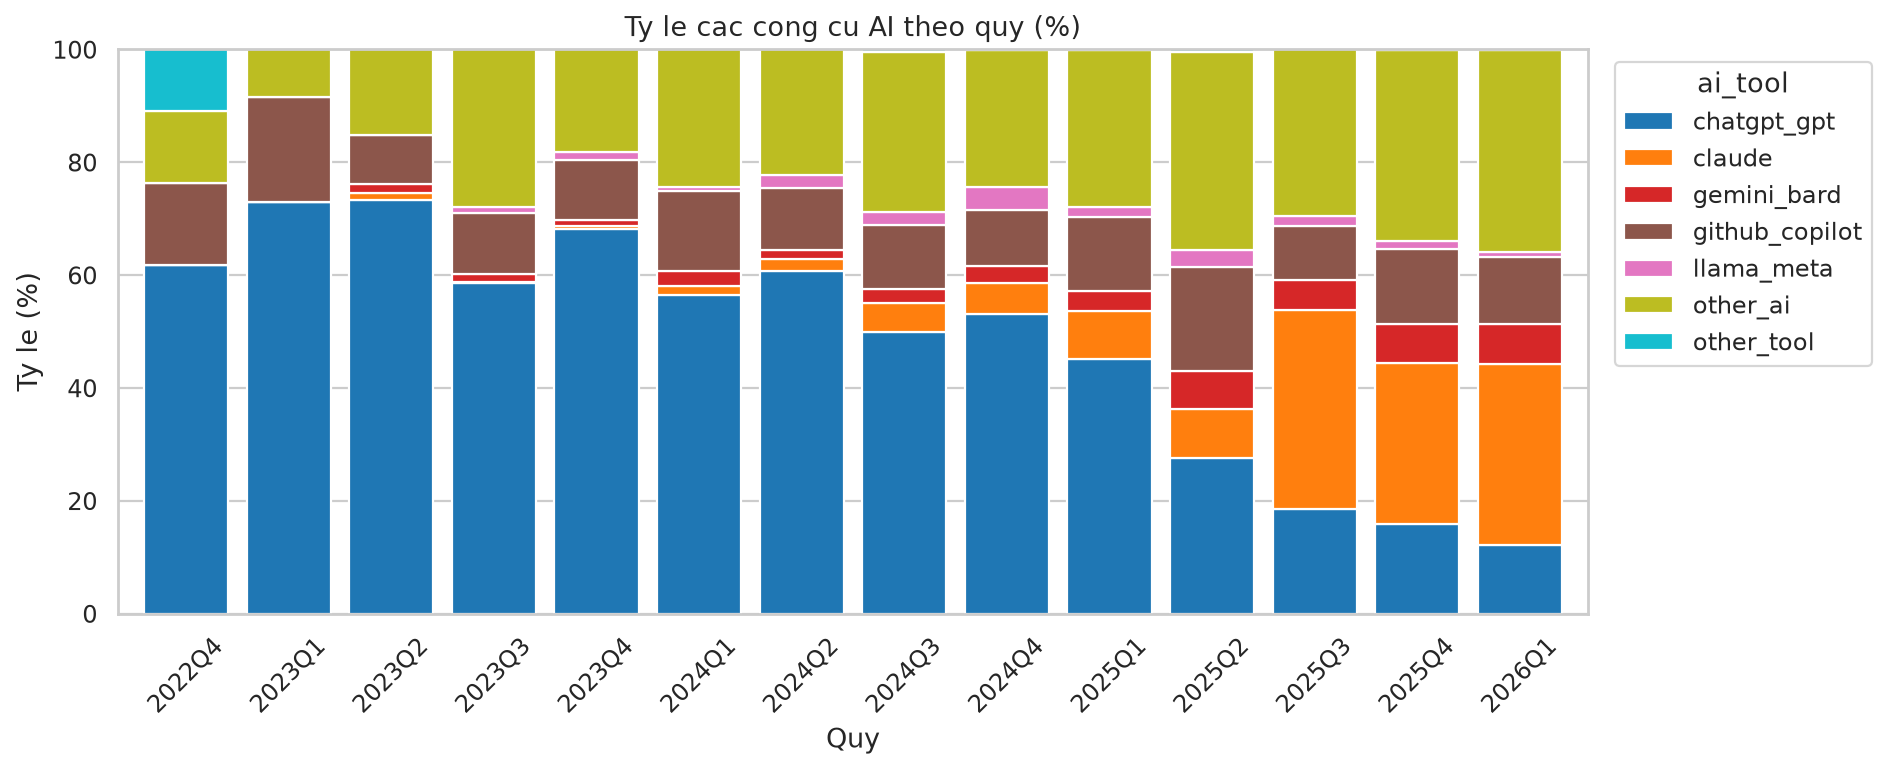 Ty le cac cong cu AI theo quy (%)
100
80
60
40
20
0
Ty le (%)
2022Q4
2023Q1
2023Q2
2023Q3
2023Q4
2024Q1
2024Q2
2024Q3
2024Q4
2025Q1
2025Q2
2025Q3
2025Q4
2026Q1
Quy
ai_tool
chatgpt_gpt
claude
gemini_bard
github_copilot
llama_meta
other_ai
other_tool